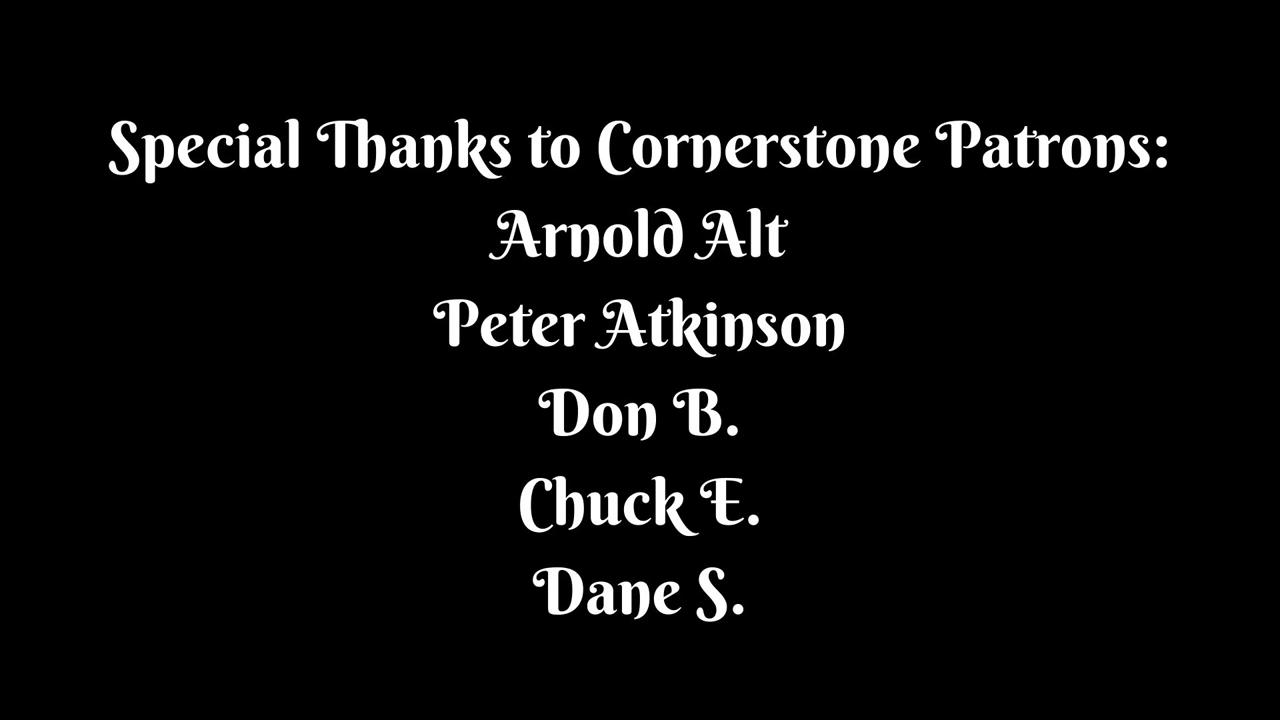 Special Thanks to Cornerstone Patrons:
Arnold Alt
Peter Atkinson
Don B.
Chuck E.
Dane S.